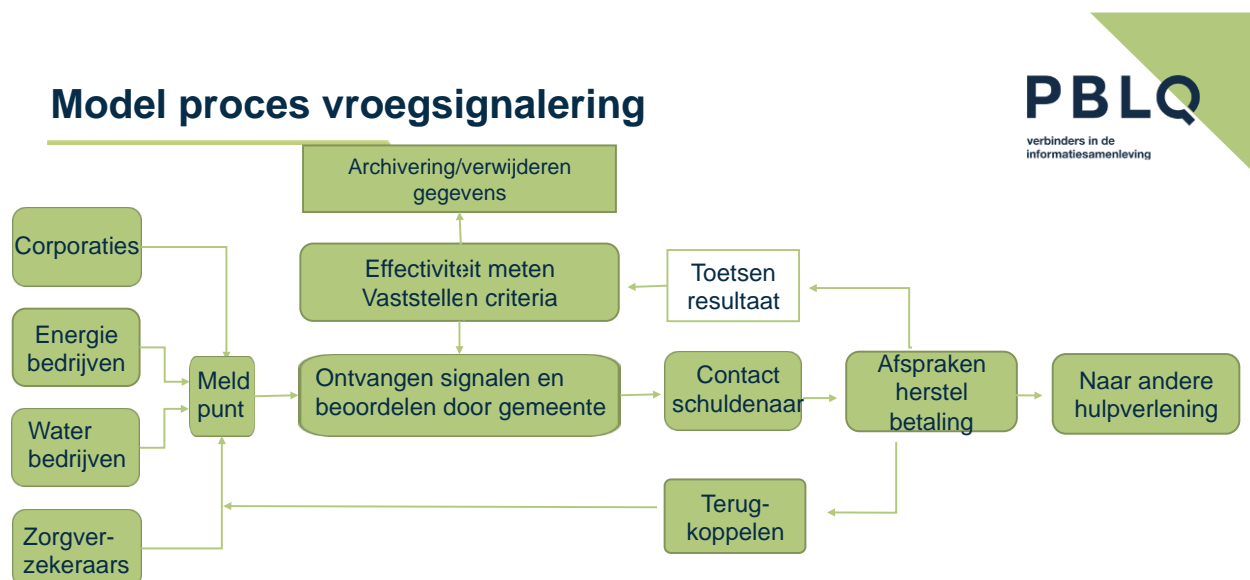 Model proces vroegsignalering
PBLQ
verbinders in de
informatiesamenleving
Archivering/verwijderen
gegevens
Corporaties
Effectiviteit meten
Vaststellen criteria
Toetsen
resultaat
Energie
bedrijven
Meld
punt
Ontvangen signalen en
beoordelen door gemeente
Contact
schuldenaar
Afspraken
herstel
betaling
Naar andere
hulpverlening
Water
bedrijven
Terug-
koppelen
Zorgver-
zekeraars